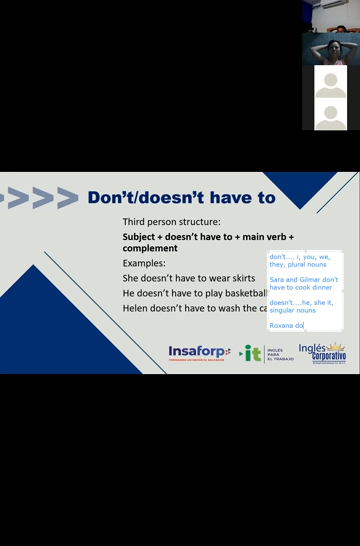 >>>> Don't/doesn't have to
Third person structure:
Subject + doesn't have to + main verb +
complement
Examples:
She doesn't have to wear skirts
He doesn't have to play basketball
Helen doesn't have to wash the
don't.... i, you, we,
they, plural nouns
Sara and Gilmar don't
have to cook dinner
doesn't....he, she it,
singular nouns
Roxana do
Insaforp
it
INGLÉS
PARA
EL TRABAJO
Inglés
Corporativo